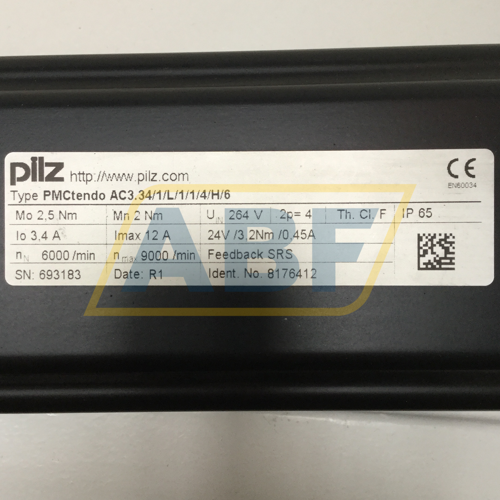 pilz http://www.pilz.com CE
EN60034
Type PMCtendo AC3.34/1/L/1/1/4/H/6
Mo 2,5 Nm Mn 2 Nm UIN 264 V 2p= 4 Th. Cl. F IP 65
Io 3,4 A Imax 12 A 24V /3,2Nm /0,45A
nN 6000 /min nmax 9000 /min Feedback SRS
SN: 693183 Date: R1 Ident. No. 8176412
ABF